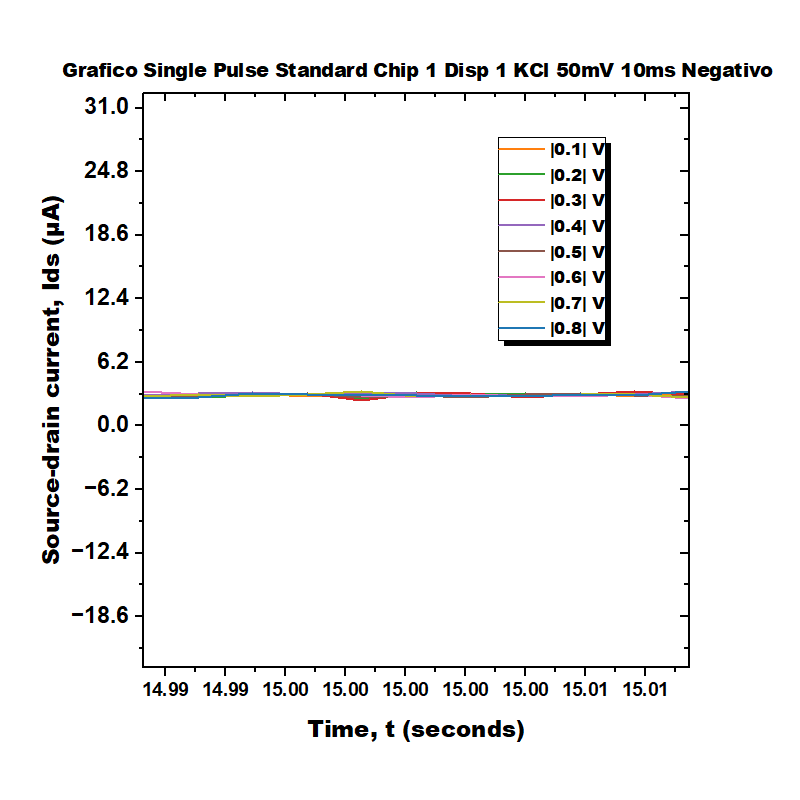 Grafico Single Pulse Standard Chip 1 Disp 1 KCl 50mV 10ms Negativo
31.0
24.8
18.6
12.4
6.2
0.0
−6.2
−12.4
−18.6
Source-drain current, Ids (µA)
|0.1| V
|0.2| V
|0.3| V
|0.4| V
|0.5| V
|0.6| V
|0.7| V
|0.8| V
14.99 14.99 15.00 15.00 15.00 15.00 15.00 15.01 15.01
Time, t (seconds)